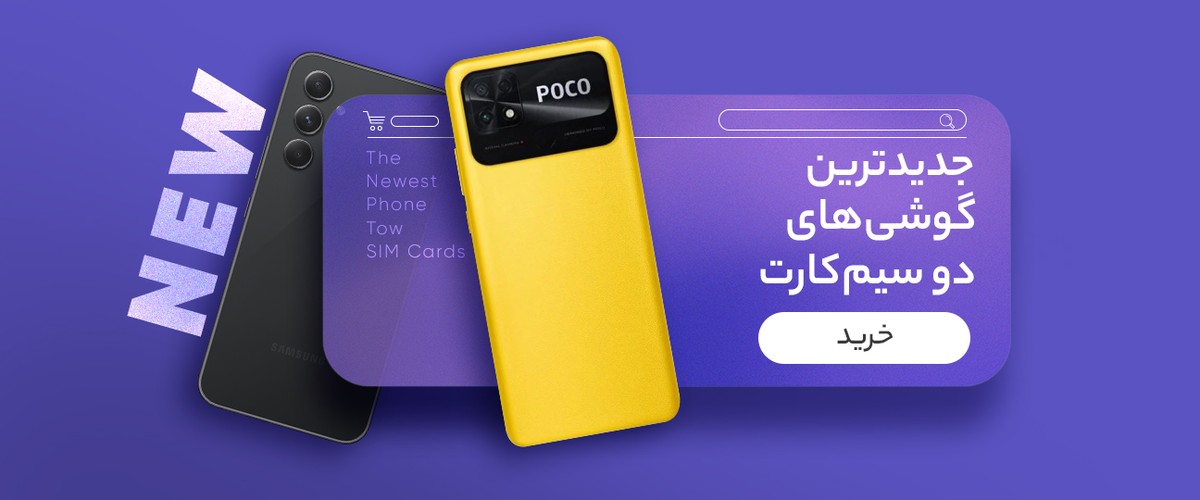 NEW
SAMSUNG
POCO
The
Newest
Phone
Tow
SIM Cards
جدیدترین
گوشی‌های
دو سیم‌کارت
خرید